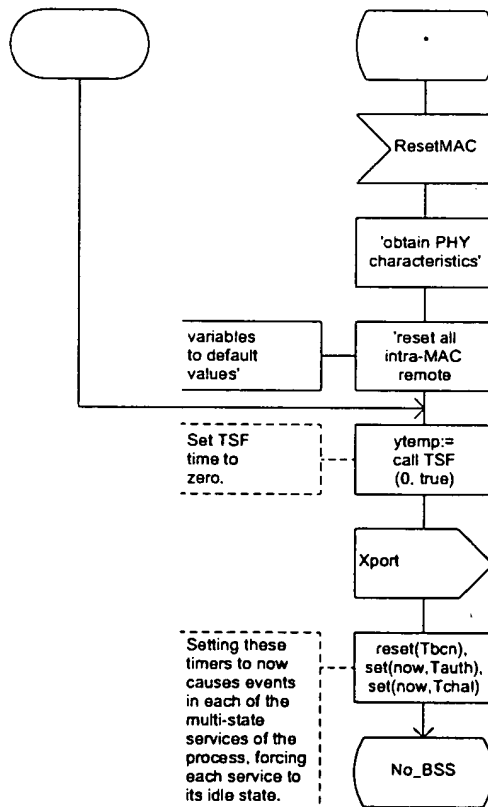 *
ResetMAC
'obtain PHY
characteristics'
variables
to default
values'
'reset all
intra-MAC
remote
Set TSF
time to
zero.
ytemp:=
call TSF
(0, true)
Xport
Setting these
timers to now
causes events
in each of the
multi-state
services of the
process, forcing
each service to
its idle state.
reset(Tbcn),
set(now,Tauth),
set(now,Tchal)
No_BSS